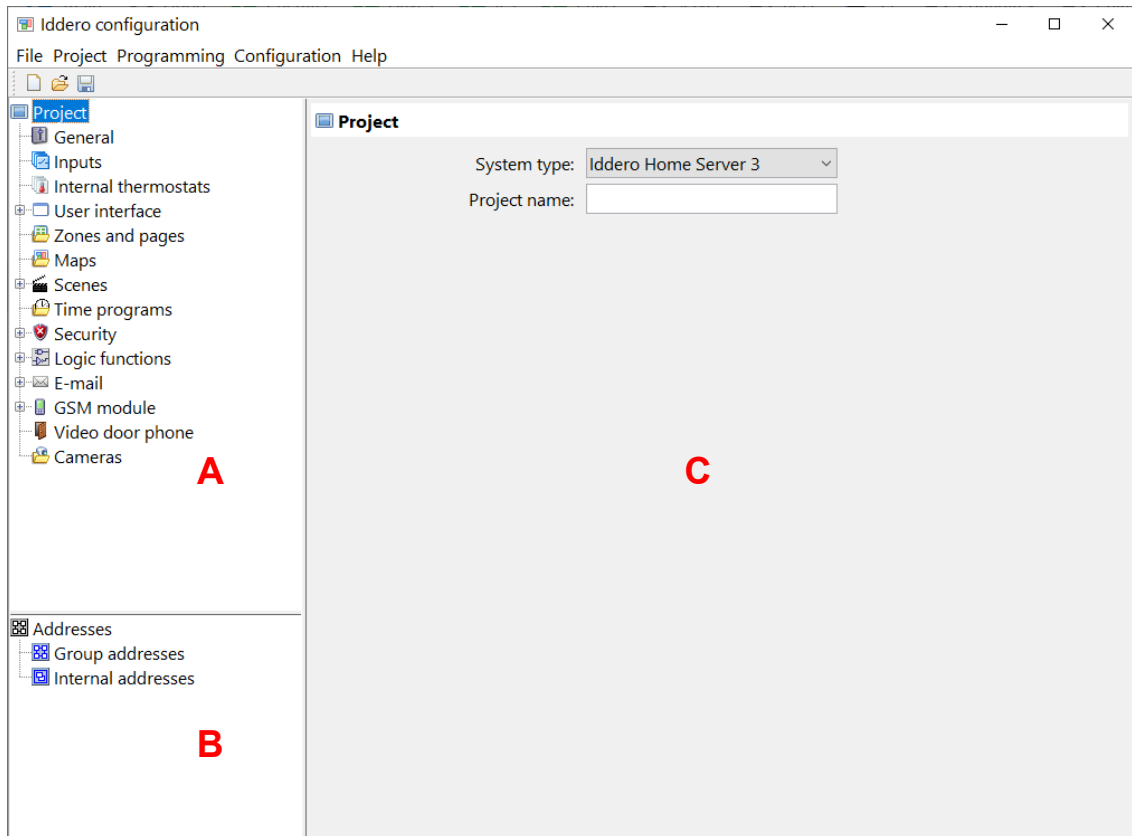 Iddero configuration
File Project Programming Configuration Help
Project
General
Inputs
Internal thermostats
User interface
Zones and pages
Maps
Scenes
Time programs
Security
Logic functions
E-mail
GSM module
Video door phone
Cameras
A
Addresses
Group addresses
Internal addresses
B
Project
System type: Iddero Home Server 3
Project name:
C